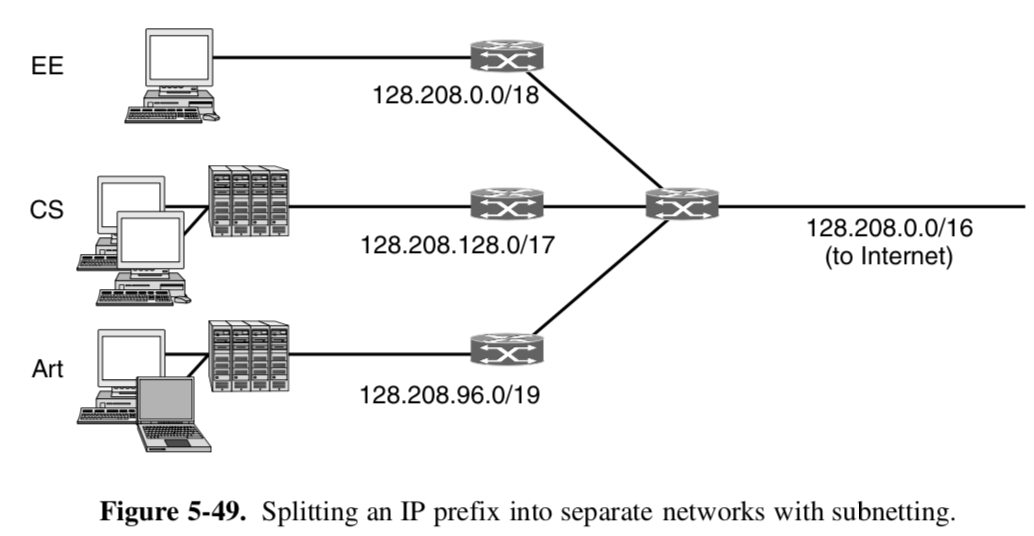 EE
128.208.0.0/18
CS
128.208.128.0/17
128.208.0.0/16
(to Internet)
Art
128.208.96.0/19
Figure 5-49. Splitting an IP prefix into separate networks with subnetting.